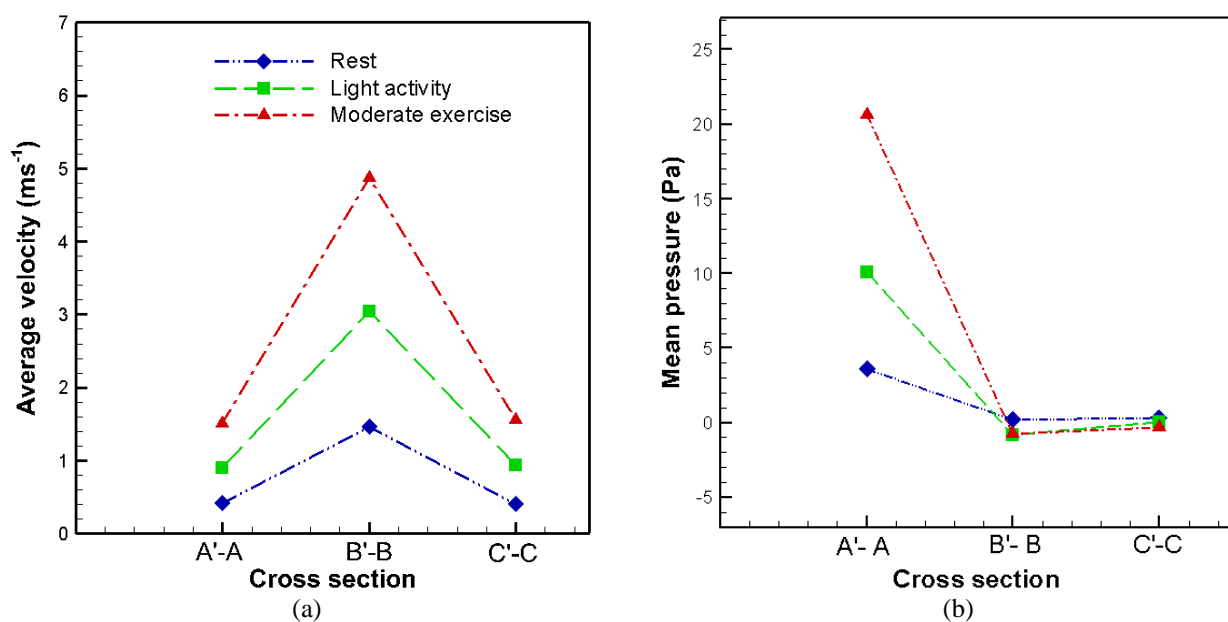 7
6
5
4
3
2
1
0
Average velocity (ms⁻¹)
Rest
Light activity
Moderate exercise
A'-A
B'-B
C'-C
Cross section
(a)
25
20
15
10
5
0
-5
Mean pressure (Pa)
A'- A
B'- B
C'-C
Cross section
(b)